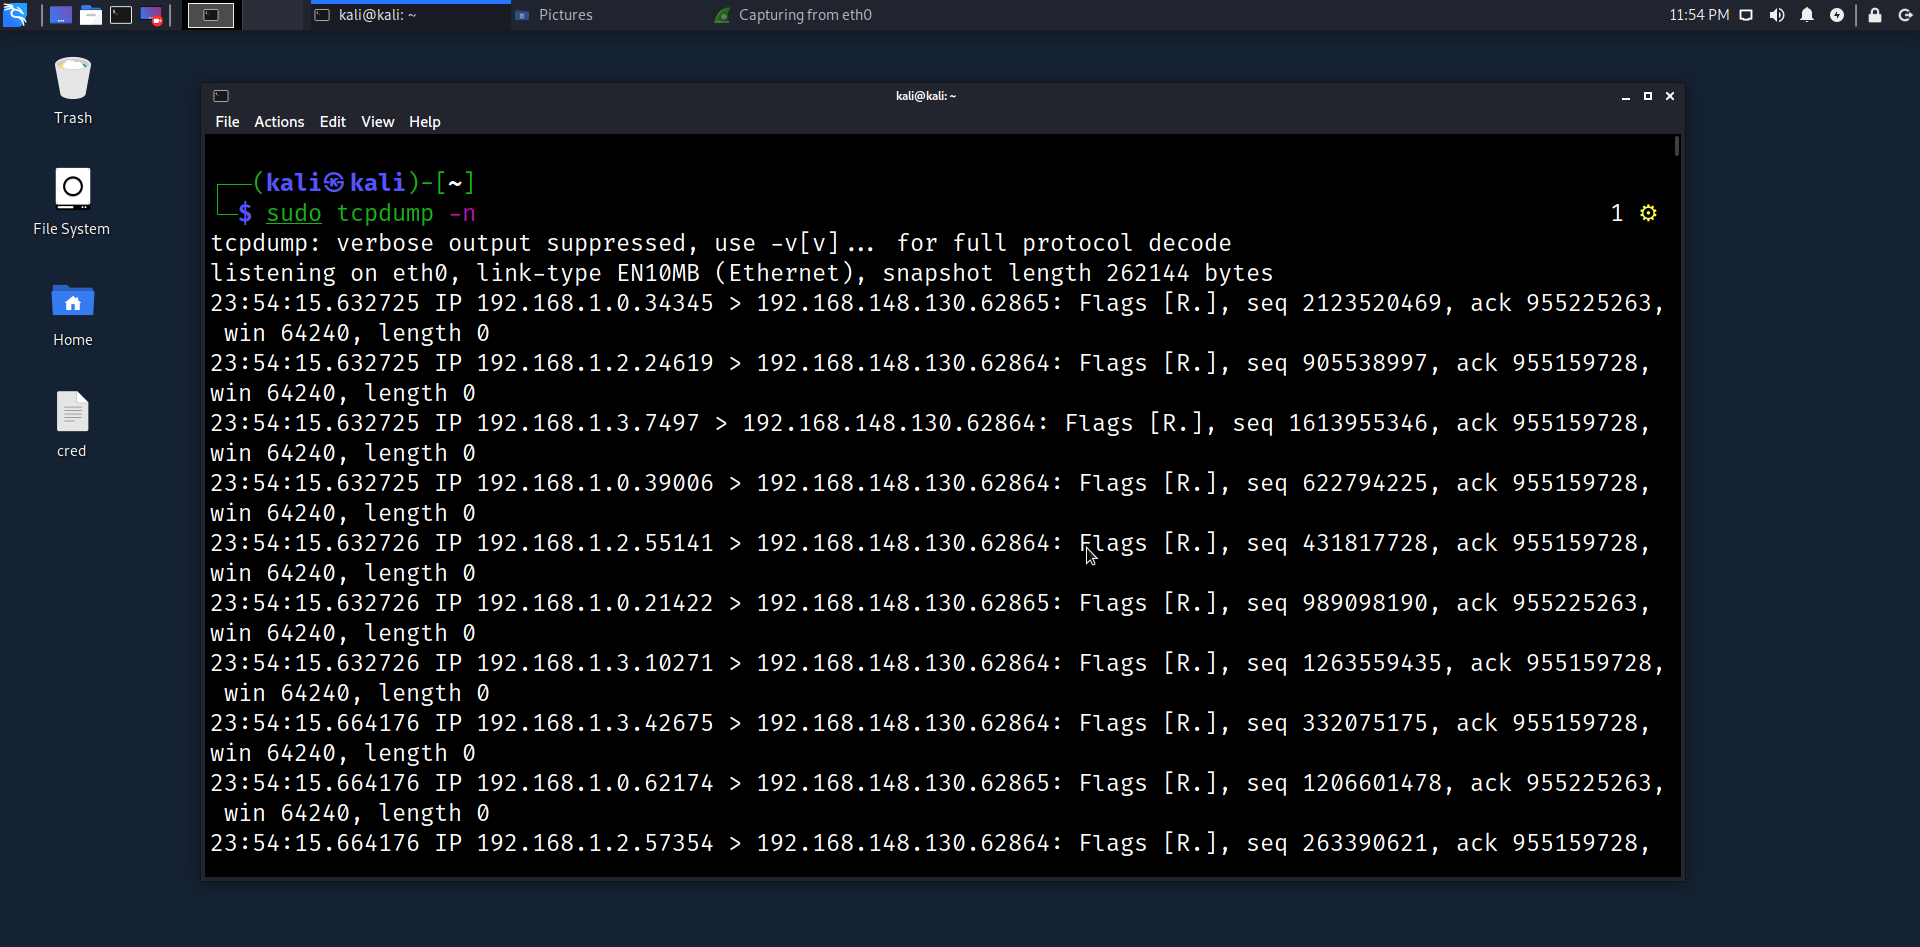 kali@kali: ~
Pictures
Capturing from eth0
11:54 PM
Trash
File System
Home
cred
kali@kali: ~
File Actions Edit View Help
(kali㉿kali)-[~]
$ sudo tcpdump -n
1
tcpdump: verbose output suppressed, use -v[v]... for full protocol decode
listening on eth0, link-type EN10MB (Ethernet), snapshot length 262144 bytes
23:54:15.632725 IP 192.168.1.0.34345 > 192.168.148.130.62865: Flags [R.], seq 2123520469, ack 955225263,
win 64240, length 0
23:54:15.632725 IP 192.168.1.2.24619 > 192.168.148.130.62864: Flags [R.], seq 905538997, ack 955159728,
win 64240, length 0
23:54:15.632725 IP 192.168.1.3.7497 > 192.168.148.130.62864: Flags [R.], seq 1613955346, ack 955159728,
win 64240, length 0
23:54:15.632725 IP 192.168.1.0.39006 > 192.168.148.130.62864: Flags [R.], seq 622794225, ack 955159728,
win 64240, length 0
23:54:15.632726 IP 192.168.1.2.55141 > 192.168.148.130.62864: Flags [R.], seq 431817728, ack 955159728,
win 64240, length 0
23:54:15.632726 IP 192.168.1.0.21422 > 192.168.148.130.62865: Flags [R.], seq 989098190, ack 955225263,
win 64240, length 0
23:54:15.632726 IP 192.168.1.3.10271 > 192.168.148.130.62864: Flags [R.], seq 1263559435, ack 955159728,
win 64240, length 0
23:54:15.664176 IP 192.168.1.3.42675 > 192.168.148.130.62864: Flags [R.], seq 332075175, ack 955159728,
win 64240, length 0
23:54:15.664176 IP 192.168.1.0.62174 > 192.168.148.130.62865: Flags [R.], seq 1206601478, ack 955225263,
win 64240, length 0
23:54:15.664176 IP 192.168.1.2.57354 > 192.168.148.130.62864: Flags [R.], seq 263390621, ack 955159728,